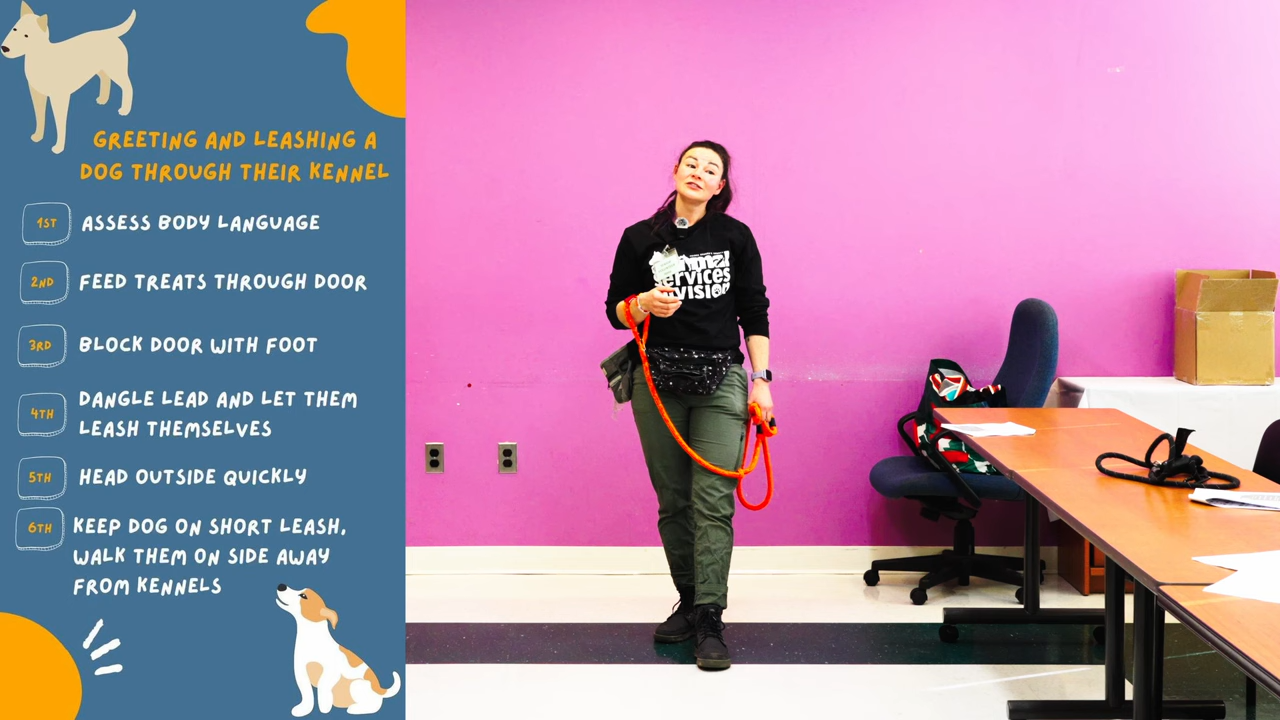 GREETING AND LEASHING A
DOG THROUGH THEIR KENNEL
1ST
ASSESS BODY LANGUAGE
2ND
FEED TREATS THROUGH DOOR
3RD
BLOCK DOOR WITH FOOT
4TH
DANGLE LEAD AND LET THEM
LEASH THEMSELVES
5TH
HEAD OUTSIDE QUICKLY
6TH
KEEP DOG ON SHORT LEASH,
WALK THEM ON SIDE AWAY
FROM KENNELS
services